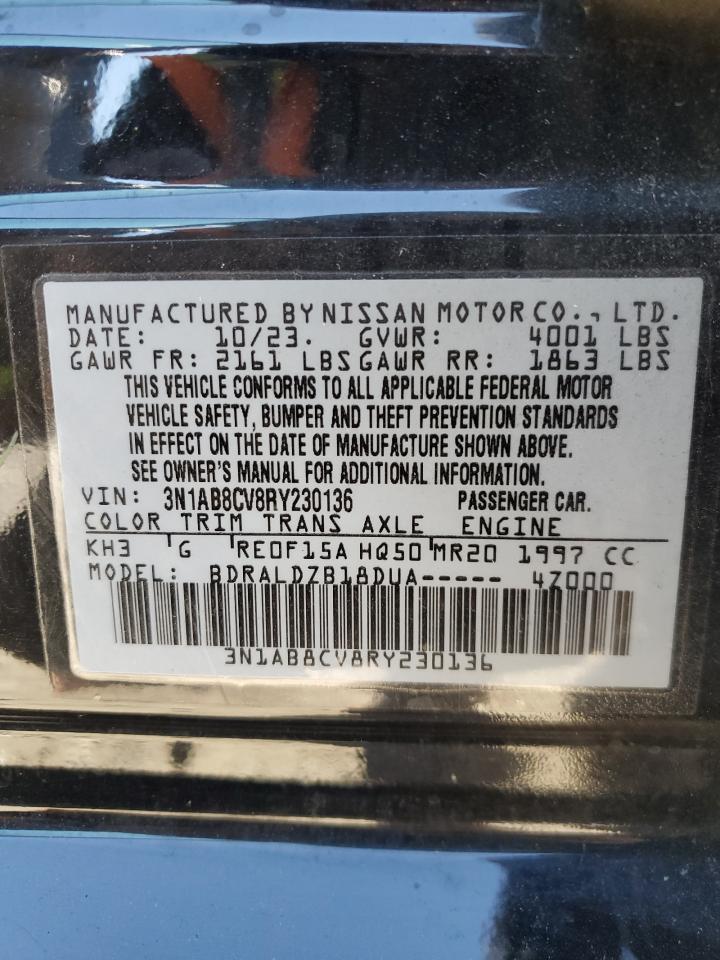 MANUFACTURED BY NISSAN MOTOR CO., LTD.
DATE: 10/23. GVWR: 4001 LBS
GAWR FR: 2161 LBS GAWR RR: 1863 LBS
THIS VEHICLE CONFORMS TO ALL APPLICABLE FEDERAL MOTOR
VEHICLE SAFETY, BUMPER AND THEFT PREVENTION STANDARDS
IN EFFECT ON THE DATE OF MANUFACTURE SHOWN ABOVE.
SEE OWNER'S MANUAL FOR ADDITIONAL INFORMATION.
VIN: 3N1AB8CV8RY230136 PASSENGER CAR.
COLOR TRIM TRANS AXLE ENGINE
KH3 G RE0F15A HQ50 MR20 1997 CC
MODEL: BDRALDZB18DUA----- 4Z000
3N1AB8CV8RY230136